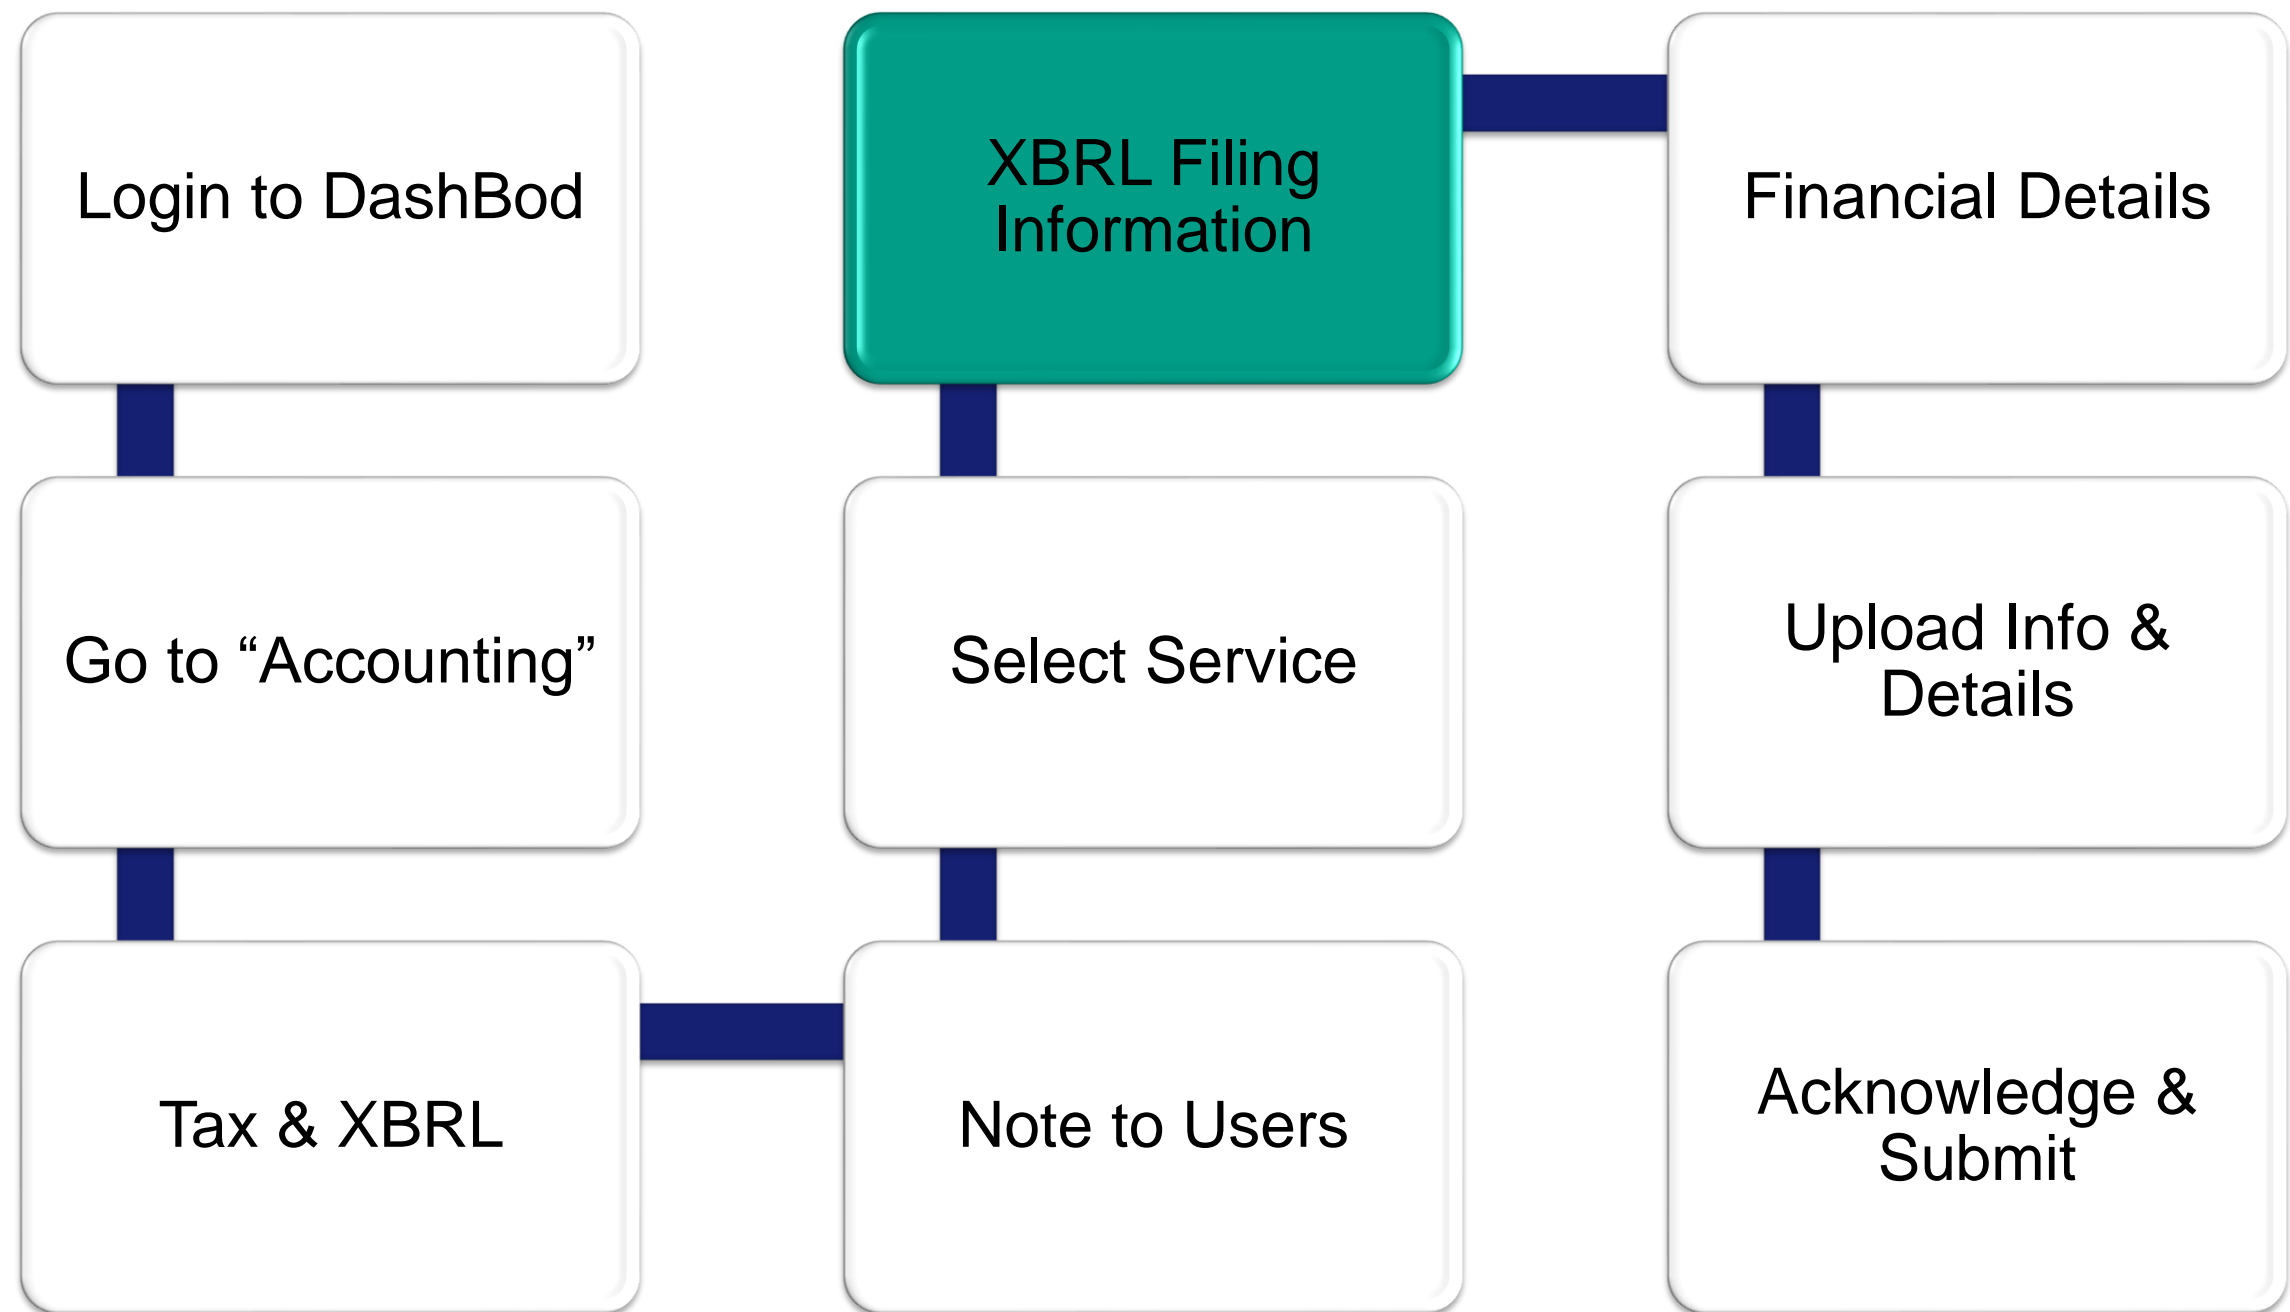 Login to DashBod
Go to “Accounting”
Tax & XBRL
Note to Users
Select Service
XBRL Filing
Information
Financial Details
Upload Info &
Details
Acknowledge &
Submit